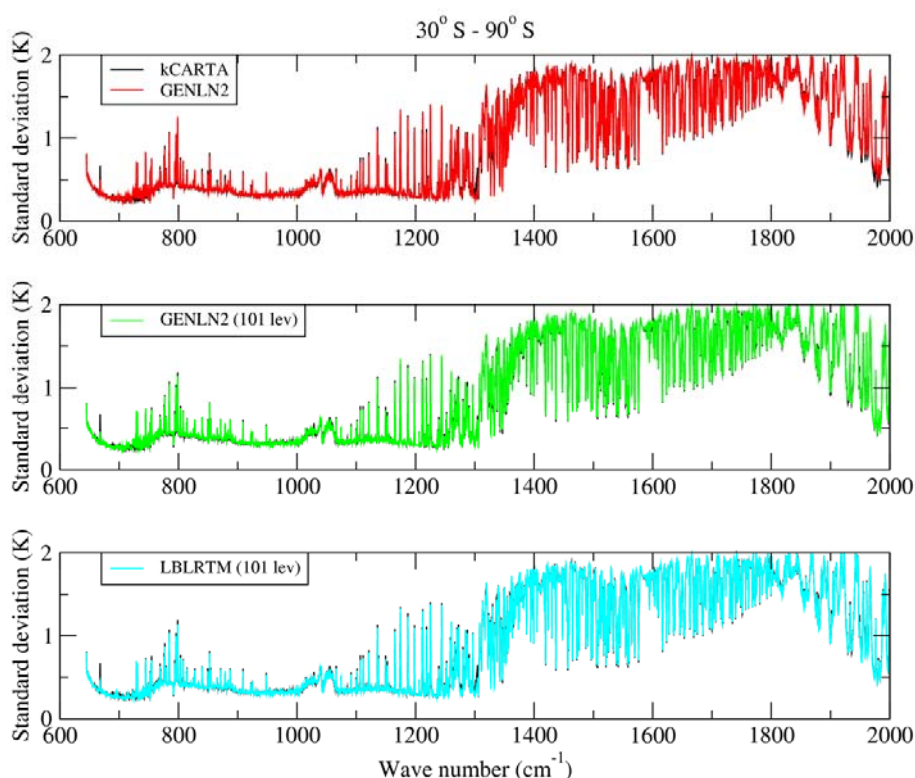 30° S - 90° S
Standard deviation (K)
2
1
0
kCARTA
GENLN2
600 800 1000 1200 1400 1600 1800 2000
Standard deviation (K)
2
1
0
GENLN2 (101 lev)
600 800 1000 1200 1400 1600 1800 2000
Standard deviation (K)
2
1
0
LBLRTM (101 lev)
600 800 1000 1200 1400 1600 1800 2000
Wave number (cm⁻¹)